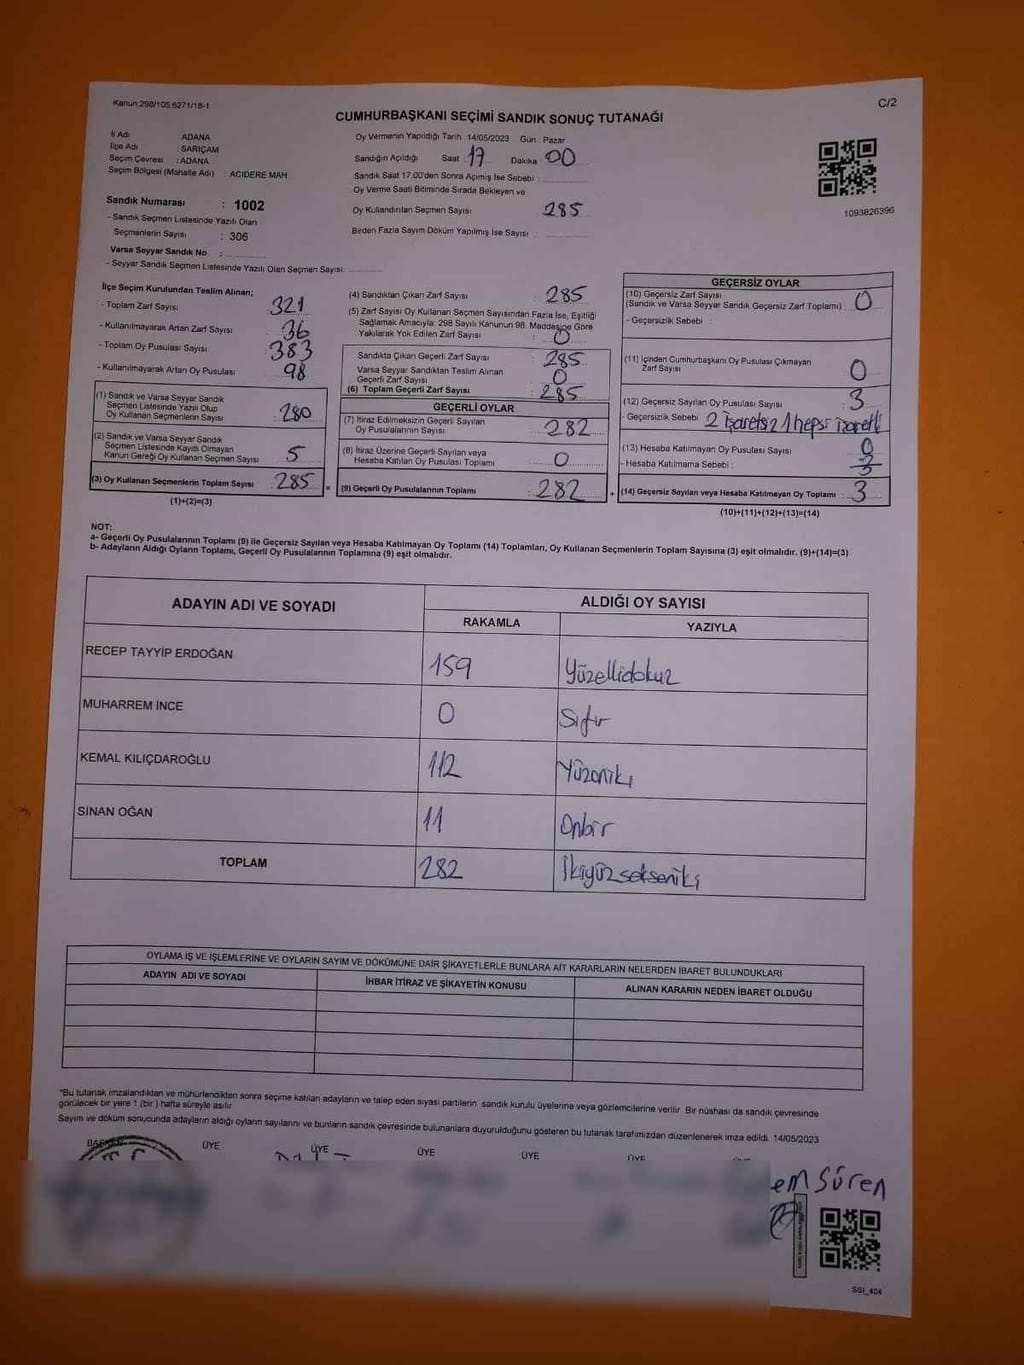 Kanun:298/105;6271/18-1
C/2
CUMHURBAŞKANI SEÇİMİ SANDIK SONUÇ TUTANAĞI
İl Adı ADANA
İlçe Adı : SARIÇAM
Seçim Çevresi : ADANA
Seçim Bölgesi (Mahalle Adı) : ACIDERE MAH
Oy Vermenin Yapıldığı Tarih : 14/05/2023 Gün : Pazar
Sandığın Açıldığı Saat : 17 Dakika : 00
Sandık Saat 17.00'den Sonra Açımış İse Sebebi :
Oy Verme Saati Bitiminde Sırada Bekleyen ve
Oy Kullandırılan Seçmen Sayısı : 285
Birden Fazla Sayım Döküm Yapılmış İse Sayısı :
1093826396
Sandık Numarası : 1002
- Sandık Seçmen Listesinde Yazılı Olan
Seçmenlerin Sayısı : 306
Varsa Seyyar Sandık No :
- Seyyar Sandık Seçmen Listesinde Yazılı Olan Seçmen Sayısı:
İlçe Seçim Kurulundan Teslim Alınan;
- Toplam Zarf Sayısı : 321
- Kullanılmayarak Artan Zarf Sayısı : 36
- Toplam Oy Pusulası Sayısı : 383
- Kullanılmayarak Artan Oy Pusulası : 98
(1) Sandık ve Varsa Seyyar Sandık
Seçmen Listesinde Yazılı Olup
Oy Kullanan Seçmenlerin Sayısı : 280
(2) Sandık ve Varsa Seyyar Sandık
Seçmen Listesinde Kayıtlı Olmayan
Kanun Gereği Oy Kullanan Seçmen Sayısı : 5
(3) Oy Kullanan Seçmenlerin Toplam Sayısı : 285 =
(1)+(2)=(3)
(4) Sandıktan Çıkan Zarf Sayısı : 285
(5) Zarf Sayısı Oy Kullanan Seçmen Sayısından Fazla İse, Eşitliği
Sağlamak Amacıyla; 298 Sayılı Kanunun 98. Maddesine Göre
Yakılarak Yok Edilen Zarf Sayısı : 0
Sandıkta Çıkan Geçerli Zarf Sayısı : 285
Varsa Seyyar Sandıktan Teslim Alınan
Geçerli Zarf Sayısı : 0
(6) Toplam Geçerli Zarf Sayısı : 285
GEÇERLİ OYLAR
(7) İtiraz Edilmeksizin Geçerli Sayılan
Oy Pusulalarının Sayısı : 282
(8) İtiraz Üzerine Geçerli Sayılan veya
Hesaba Katılan Oy Pusulası Toplamı : 0
(9) Geçerli Oy Pusulalarının Toplamı : 282 +
GEÇERSİZ OYLAR
(10) Geçersiz Zarf Sayısı
(Sandık ve Varsa Seyyar Sandık Geçersiz Zarf Toplamı) : 0
- Geçersizlik Sebebi :
(11) İçinden Cumhurbaşkanı Oy Pusulası Çıkmayan
Zarf Sayısı : 0
(12) Geçersiz Sayılan Oy Pusulası Sayısı : 3
- Geçersizlik Sebebi : 2 işaretsiz 1 hepsi işaretli
(13) Hesaba Katılmayan Oy Pusulası Sayısı : 0
- Hesaba Katılmama Sebebi :
(14) Geçersiz Sayılan veya Hesaba Katılmayan Oy Toplamı : 3
(10)+(11)+(12)+(13)=(14)
NOT:
a- Geçerli Oy Pusulalarının Toplamı (9) ile Geçersiz Sayılan veya Hesaba Katılmayan Oy Toplamı (14) Toplamları, Oy Kullanan Seçmenlerin Toplam Sayısına (3) eşit olmalıdır. (9)+(14)=(3)
b- Adayların Aldığı Oyların Toplamı, Geçerli Oy Pusulalarının Toplamına (9) eşit olmalıdır.
ADAYIN ADI VE SOYADI
ALDIĞI OY SAYISI
RAKAMLA YAZIYLA
RECEP TAYYİP ERDOĞAN 159 Yüzellidokuz
MUHARREM İNCE 0 Sıfır
KEMAL KILIÇDAROĞLU 112 Yüzoniki
SİNAN OĞAN 11 Onbir
TOPLAM 282 İkiyüzsekseniki
OYLAMA İŞ VE İŞLEMLERİNE VE OYLARIN SAYIM VE DÖKÜMÜNE DAİR ŞİKAYETLERLE BUNLARA AİT KARARLARIN NELERDEN İBARET BULUNDUKLARI
ADAYIN ADI VE SOYADI İHBAR İTİRAZ VE ŞİKAYETİN KONUSU ALINAN KARARIN NEDEN İBARET OLDUĞU
*Bu tutanak imzalandıktan ve mühürlendikten sonra seçime katılan adayların ve talep eden siyasi partilerin sandık kurulu üyelerine veya gözlemcilerine verilir. Bir nüshası da sandık çevresinde
görülecek bir yere 1 (bir) hafta süreyle asılır.
Sayım ve döküm sonucunda adayların aldığı oyların sayılarını ve bunların sandık çevresinde bulunanlara duyurulduğunu gösteren bu tutanak tarafımızdan düzenlenerek imza edildi. 14/05/2023
BAŞKAN ÜYE ÜYE ÜYE ÜYE ÜYE
em Süren
SSI_404